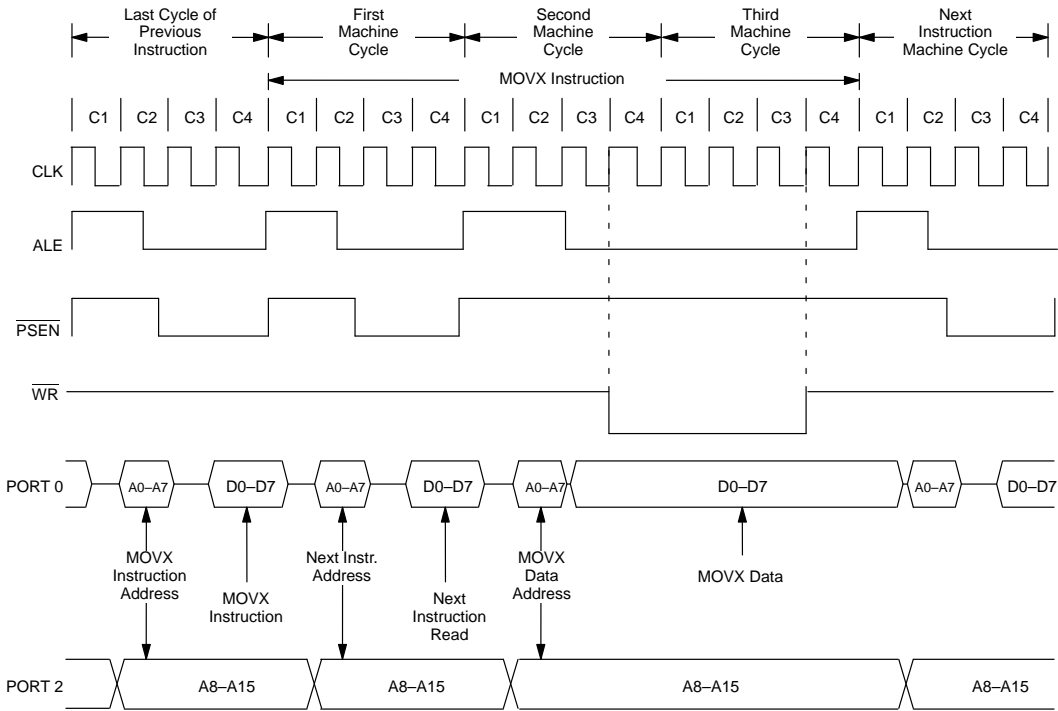 Last Cycle of
Previous
Instruction
First
Machine
Cycle
Second
Machine
Cycle
Third
Machine
Cycle
Next
Instruction
Machine Cycle
MOVX Instruction
C1 C2 C3 C4 C1 C2 C3 C4 C1 C2 C3 C4 C1 C2 C3 C4 C1 C2 C3 C4
CLK
ALE
PSEN
WR
PORT 0 A0–A7 D0–D7 A0–A7 D0–D7 A0–A7 D0–D7 A0–A7 D0–D7
MOVX
Instruction
Address
MOVX
Instruction
Next Instr.
Address
Next
Instruction
Read
MOVX
Data
Address
MOVX Data
PORT 2 A8–A15 A8–A15 A8–A15 A8–A15